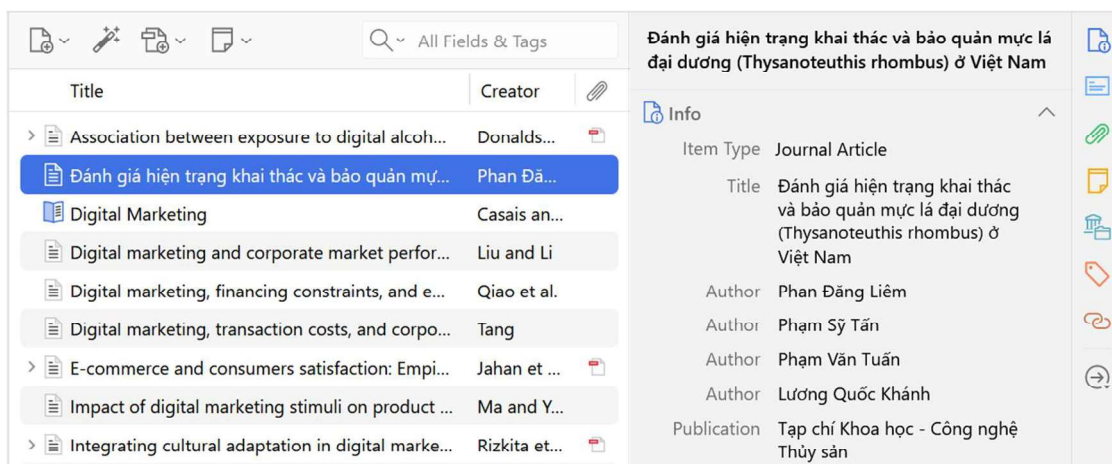 All Fields & Tags
Title Creator
Association between exposure to digital alcoh... Donalds...
Đánh giá hiện trạng khai thác và bảo quản mự... Phan Đă...
Digital Marketing Casais an...
Digital marketing and corporate market perfor... Liu and Li
Digital marketing, financing constraints, and e... Qiao et al.
Digital marketing, transaction costs, and corpo... Tang
E-commerce and consumers satisfaction: Empi... Jahan et ...
Impact of digital marketing stimuli on product ... Ma and Y...
Integrating cultural adaptation in digital marke... Rizkita et...
Đánh giá hiện trạng khai thác và bảo quản mực lá
đại dương (Thysanoteuthis rhombus) ở Việt Nam
Info
Item Type Journal Article
Title Đánh giá hiện trạng khai thác
và bảo quản mực lá đại dương
(Thysanoteuthis rhombus) ở
Việt Nam
Author Phan Đăng Liêm
Author Phạm Sỹ Tấn
Author Phạm Văn Tuấn
Author Lương Quốc Khánh
Publication Tạp chí Khoa học - Công nghệ
Thủy sản